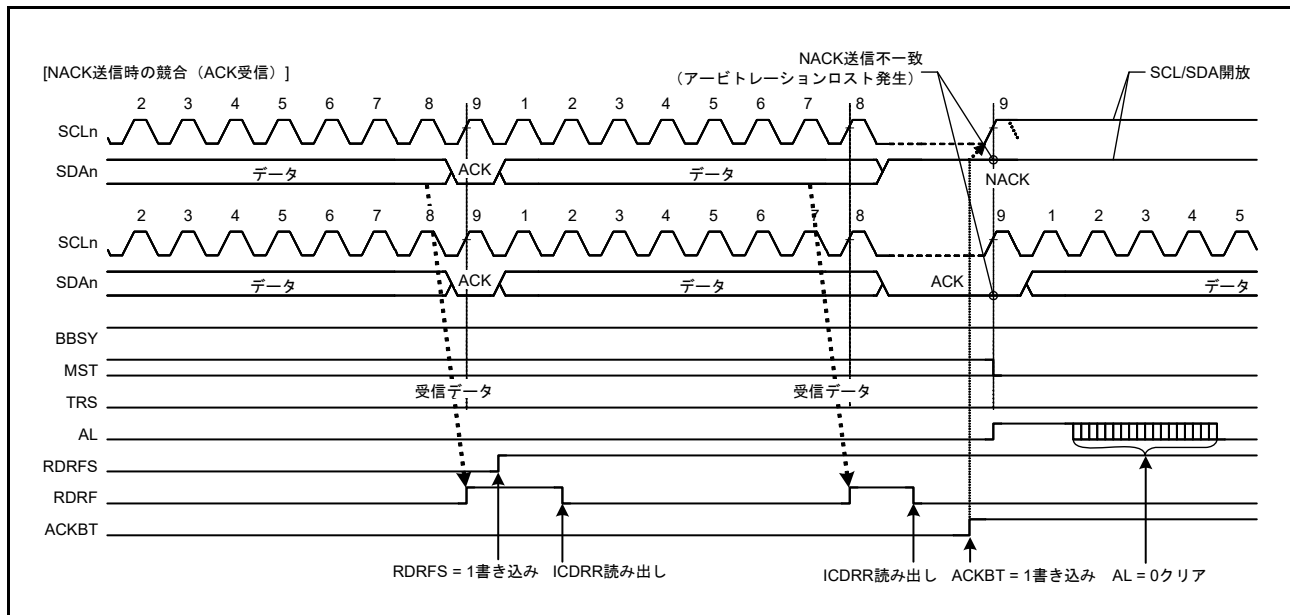 [NACK送信時の競合（ACK受信）]
NACK送信不一致
（アービトレーションロスト発生）
SCL/SDA開放
2 3 4 5 6 7 8 9 1 2 3 4 5 6 7 8 9
SCLn
SDAn データ ACK データ NACK
2 3 4 5 6 7 8 9 1 2 3 4 5 6 7 8 9 1 2 3 4 5
SCLn
SDAn データ ACK データ ACK データ
BBSY
MST
受信データ 受信データ
TRS
AL
RDRFS
RDRF
ACKBT
RDRFS = 1書き込み ICDRR読み出し ICDRR読み出し ACKBT = 1書き込み AL = 0クリア